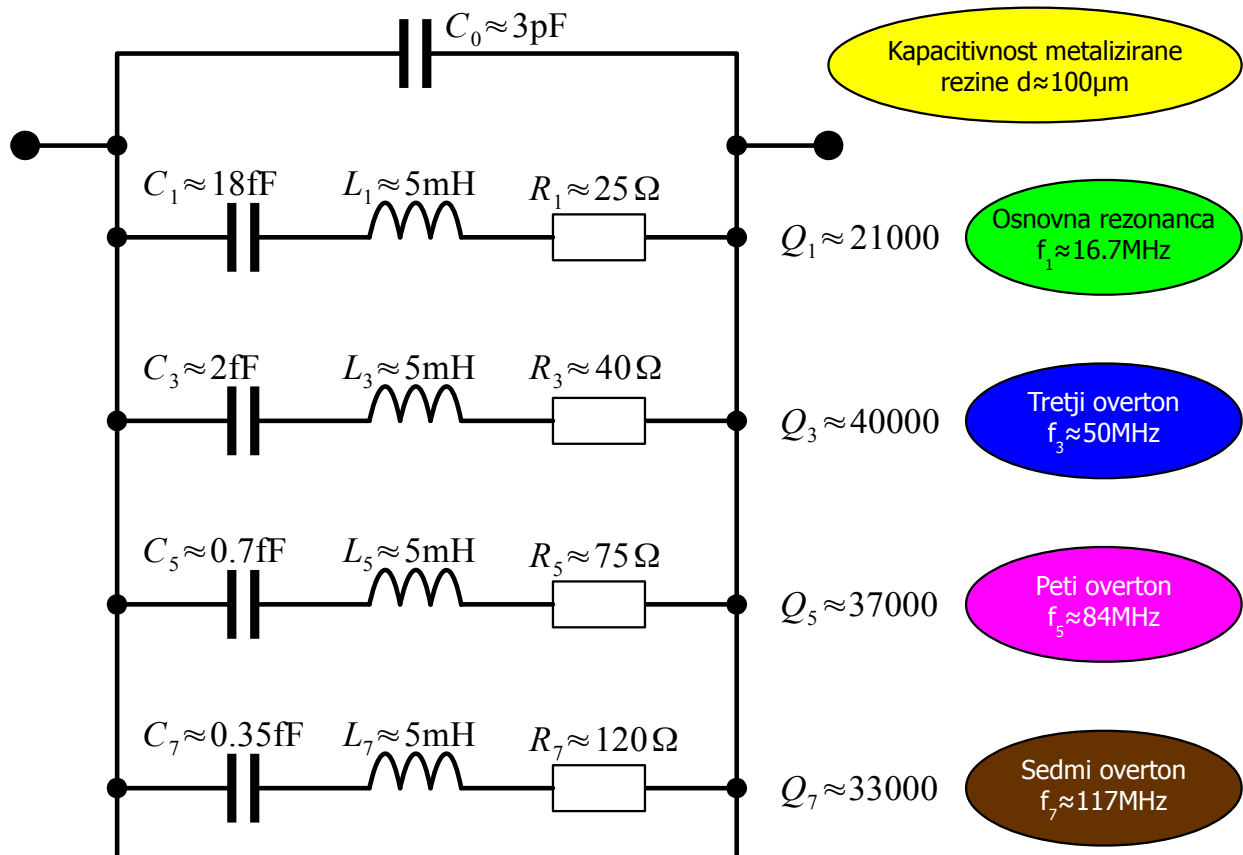 C₀≈3pF
Kapacitivnost metalizirane
rezine d≈100µm
C₁≈18fF L₁≈5mH R₁≈25Ω
Q₁≈21000
Osnovna rezonanca
f₁≈16.7MHz
C₃≈2fF L₃≈5mH R₃≈40Ω
Q₃≈40000
Tretji overton
f₃≈50MHz
C₅≈0.7fF L₅≈5mH R₅≈75Ω
Q₅≈37000
Peti overton
f₅≈84MHz
C₇≈0.35fF L₇≈5mH R₇≈120Ω
Q₇≈33000
Sedmi overton
f₇≈117MHz